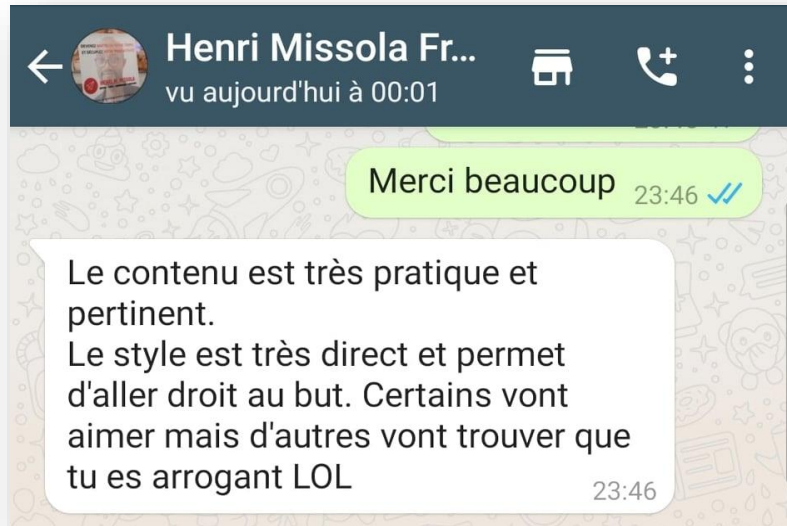 Henri Missola Fr...
vu aujourd'hui à 00:01
Merci beaucoup
23:46
Le contenu est très pratique et
pertinent.
Le style est très direct et permet
d'aller droit au but. Certains vont
aimer mais d'autres vont trouver que
tu es arrogant LOL
23:46